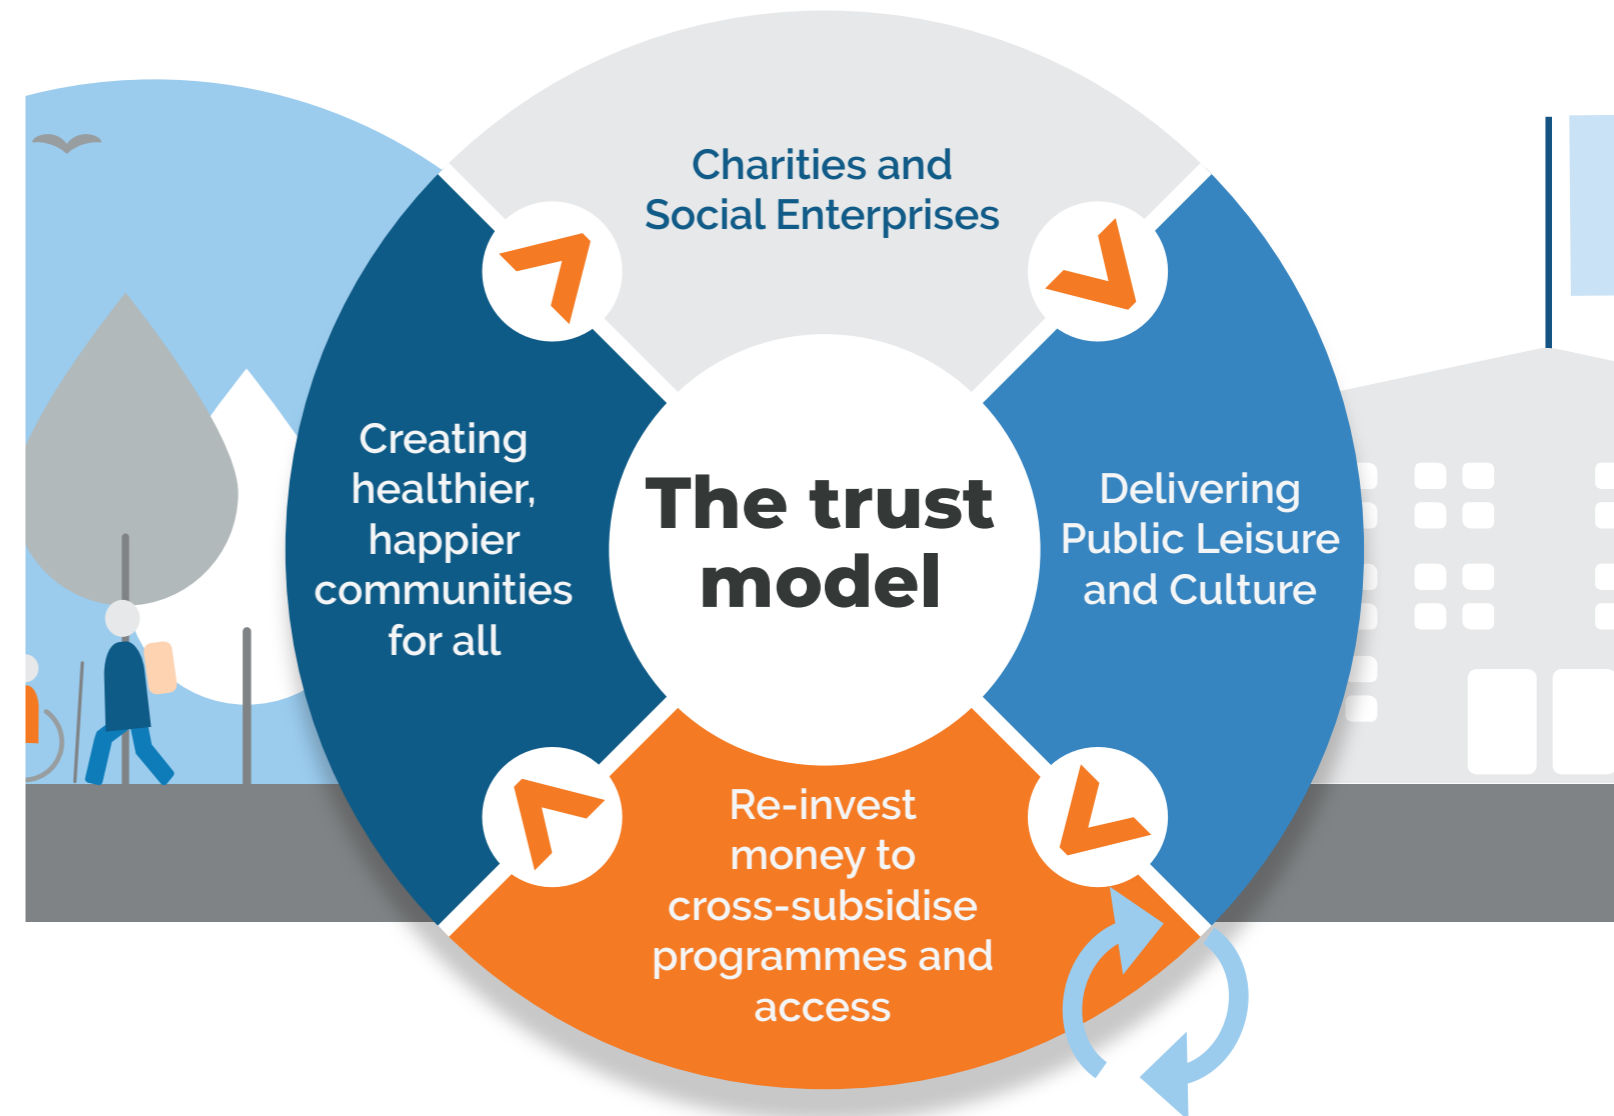 Charities and
Social Enterprises
Delivering
Public Leisure
and Culture
Re-invest
money to
cross-subsidise
programmes and
access
Creating
healthier,
happier
communities
for all
The trust
model